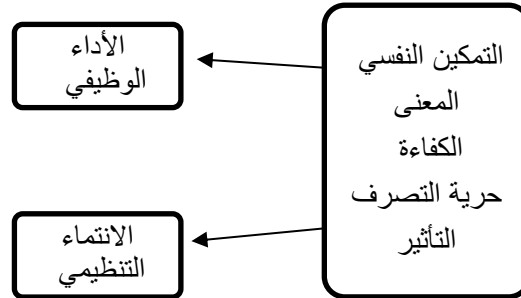 التمكين النفسي
المعنى
الكفاءة
حرية التصرف
التأثير
الأداء
الوظيفي
الانتماء
التنظيمي